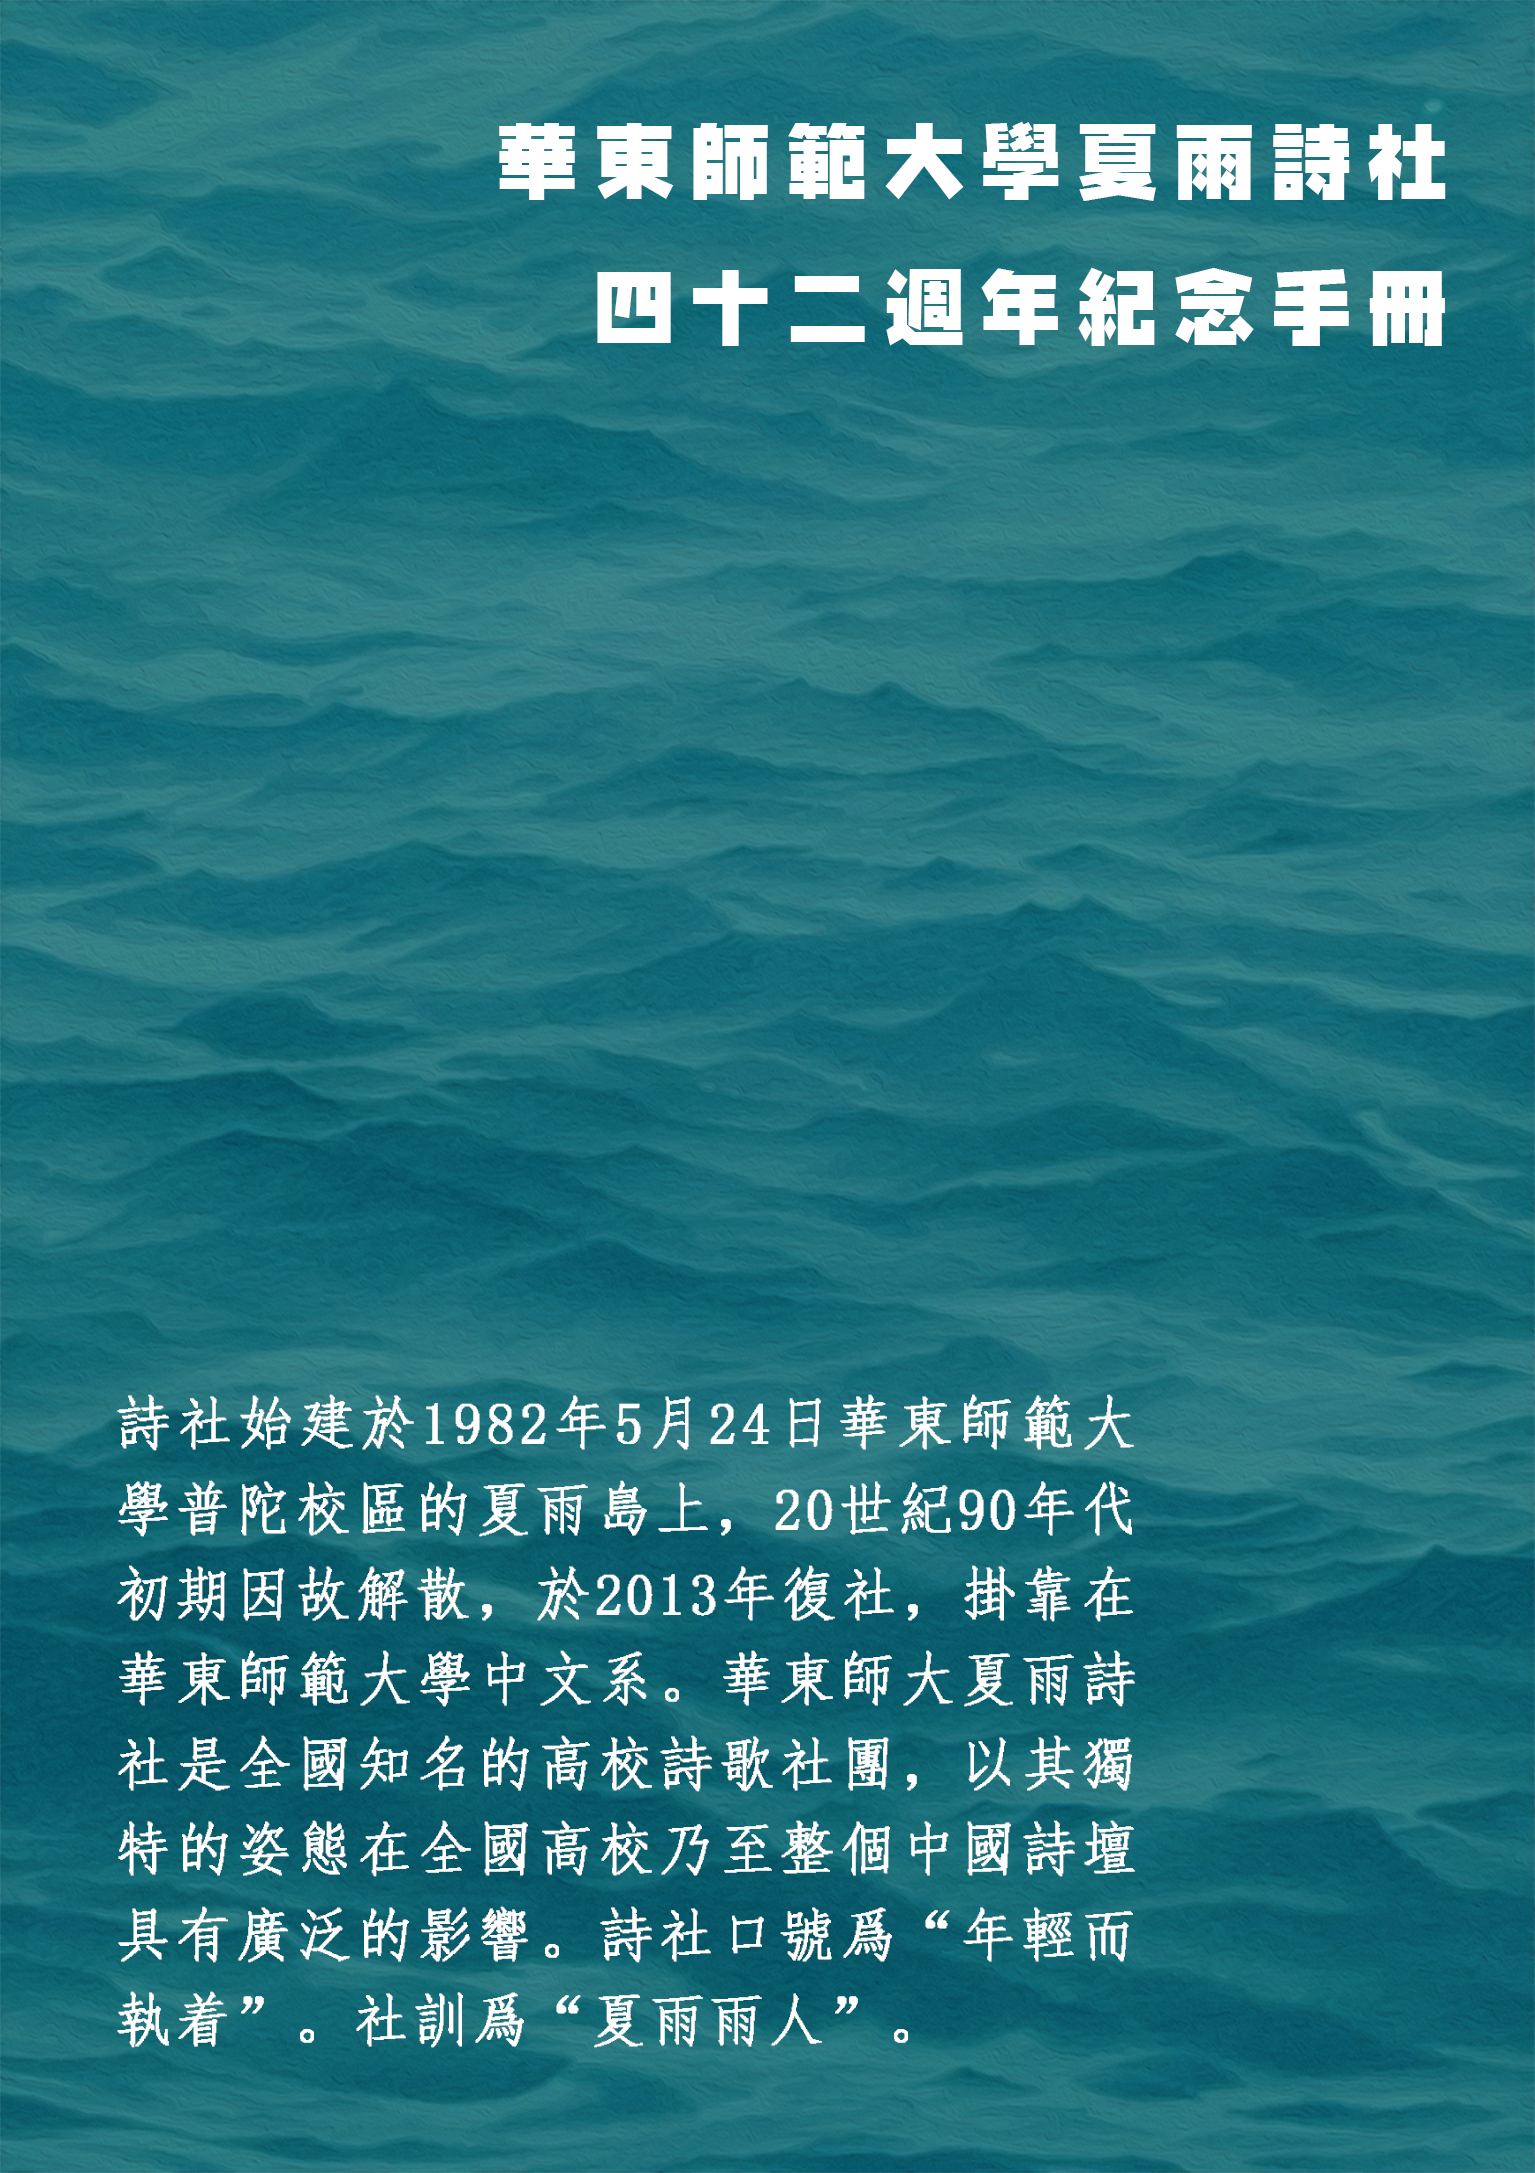 華東師範大學夏雨詩社
四十二週年紀念手冊
詩社始建於1982年5月24日華東師範大
學普陀校區的夏雨島上，20世紀90年代
初期因故解散，於2013年復社，掛靠在
華東師範大學中文系。華東師大夏雨詩
社是全國知名的高校詩歌社團，以其獨
特的姿態在全國高校乃至整個中國詩壇
具有廣泛的影響。詩社口號爲“年輕而
執着”。社訓爲“夏雨雨人”。